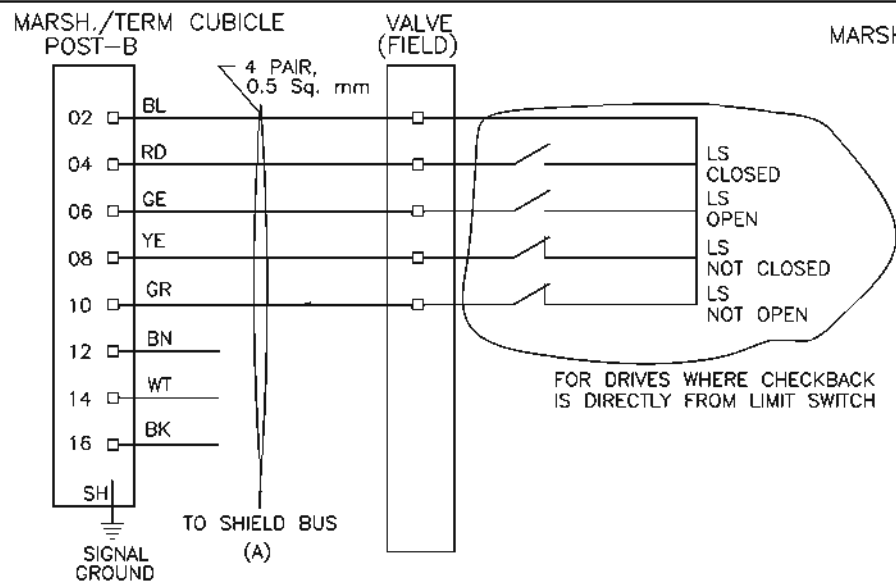 MARSH./TERM CUBICLE
POST-B
VALVE
(FIELD)
MARSH
4 PAIR,
0.5 Sq. mm
02 BL
04 RD
06 GE
08 YE
10 GR
12 BN
14 WT
16 BK
SH
SIGNAL
GROUND
TO SHIELD BUS
(A)
LS
CLOSED
LS
OPEN
LS
NOT CLOSED
LS
NOT OPEN
FOR DRIVES WHERE CHECKBACK
IS DIRECTLY FROM LIMIT SWITCH